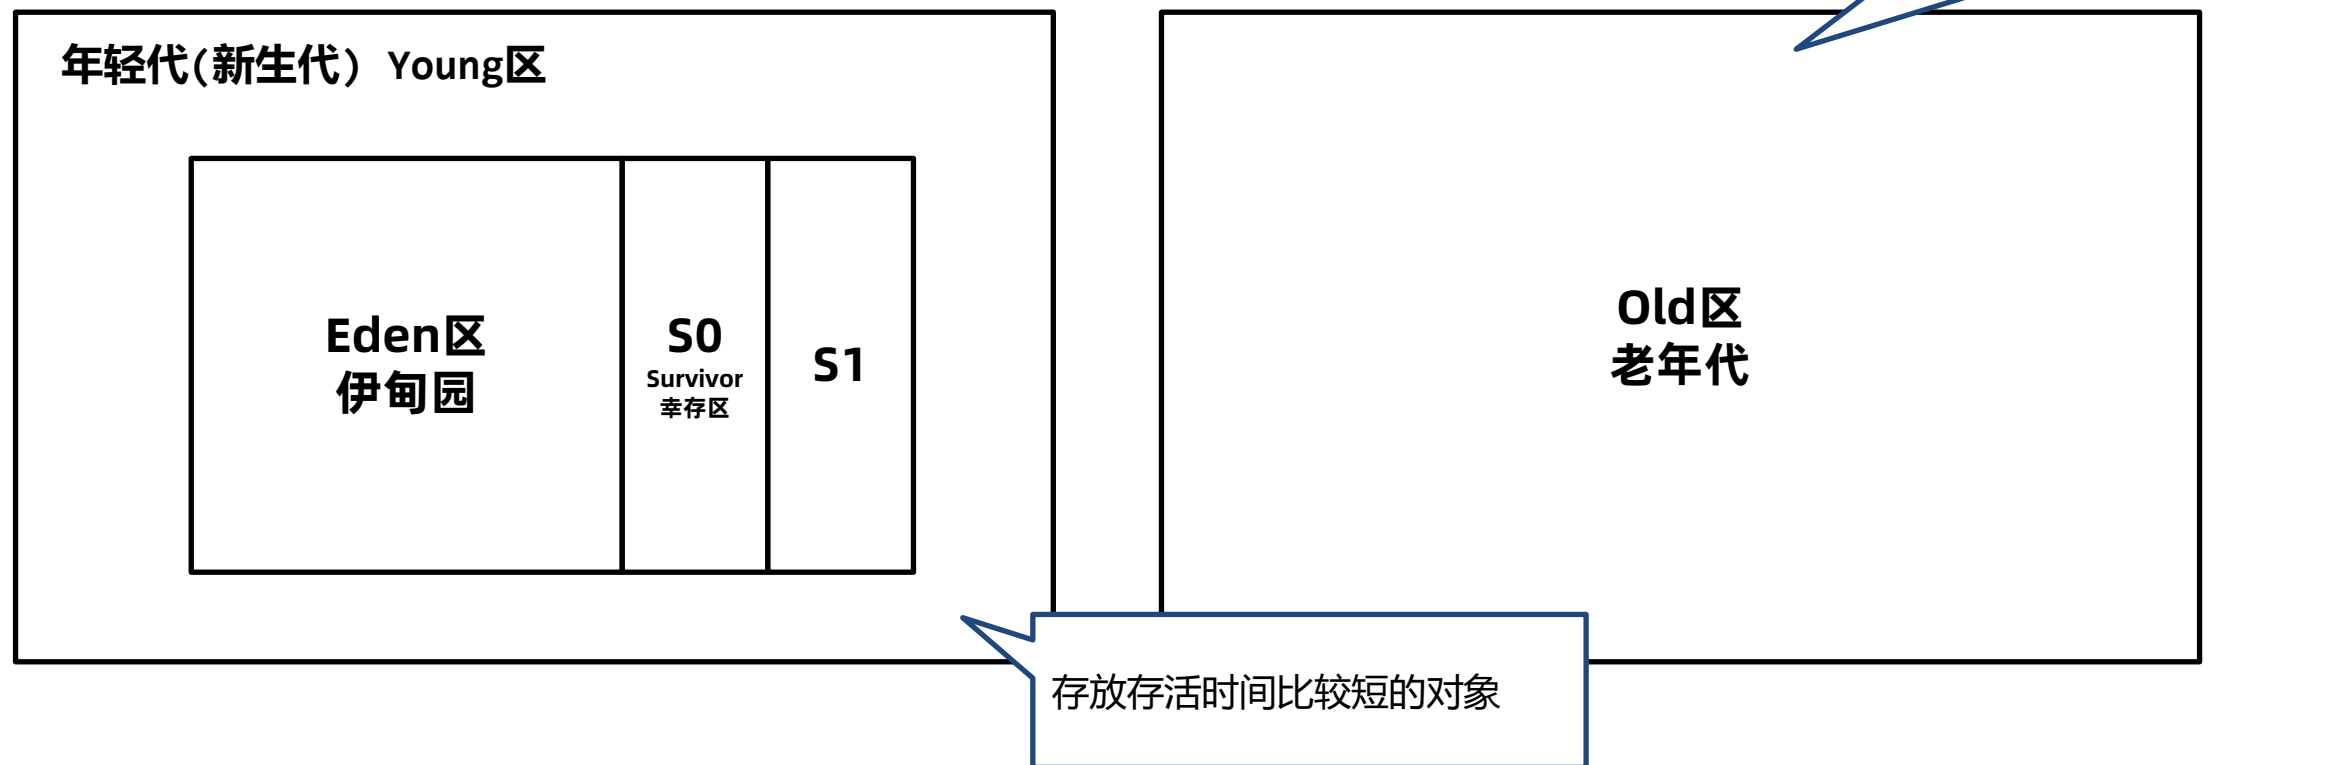 年轻代(新生代) Young区
Eden区
伊甸园
S0
Survivor
幸存区
S1
Old区
老年代
存放存活时间比较短的对象